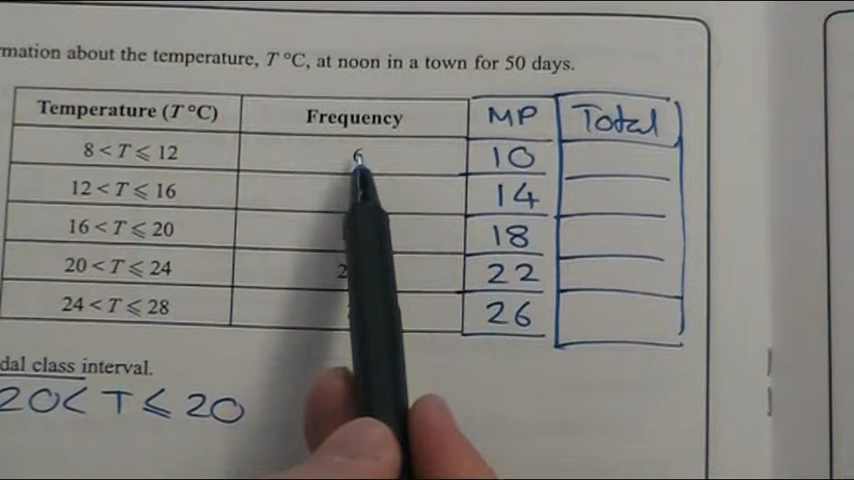 rmation about the temperature, T °C, at noon in a town for 50 days.
Temperature (T °C) Frequency MP Total
8 < T ⩽ 12 6 10
12 < T ⩽ 16 14
16 < T ⩽ 20 18
20 < T ⩽ 24 2 22
24 < T ⩽ 28 26
dal class interval.
20 < T ⩽ 20